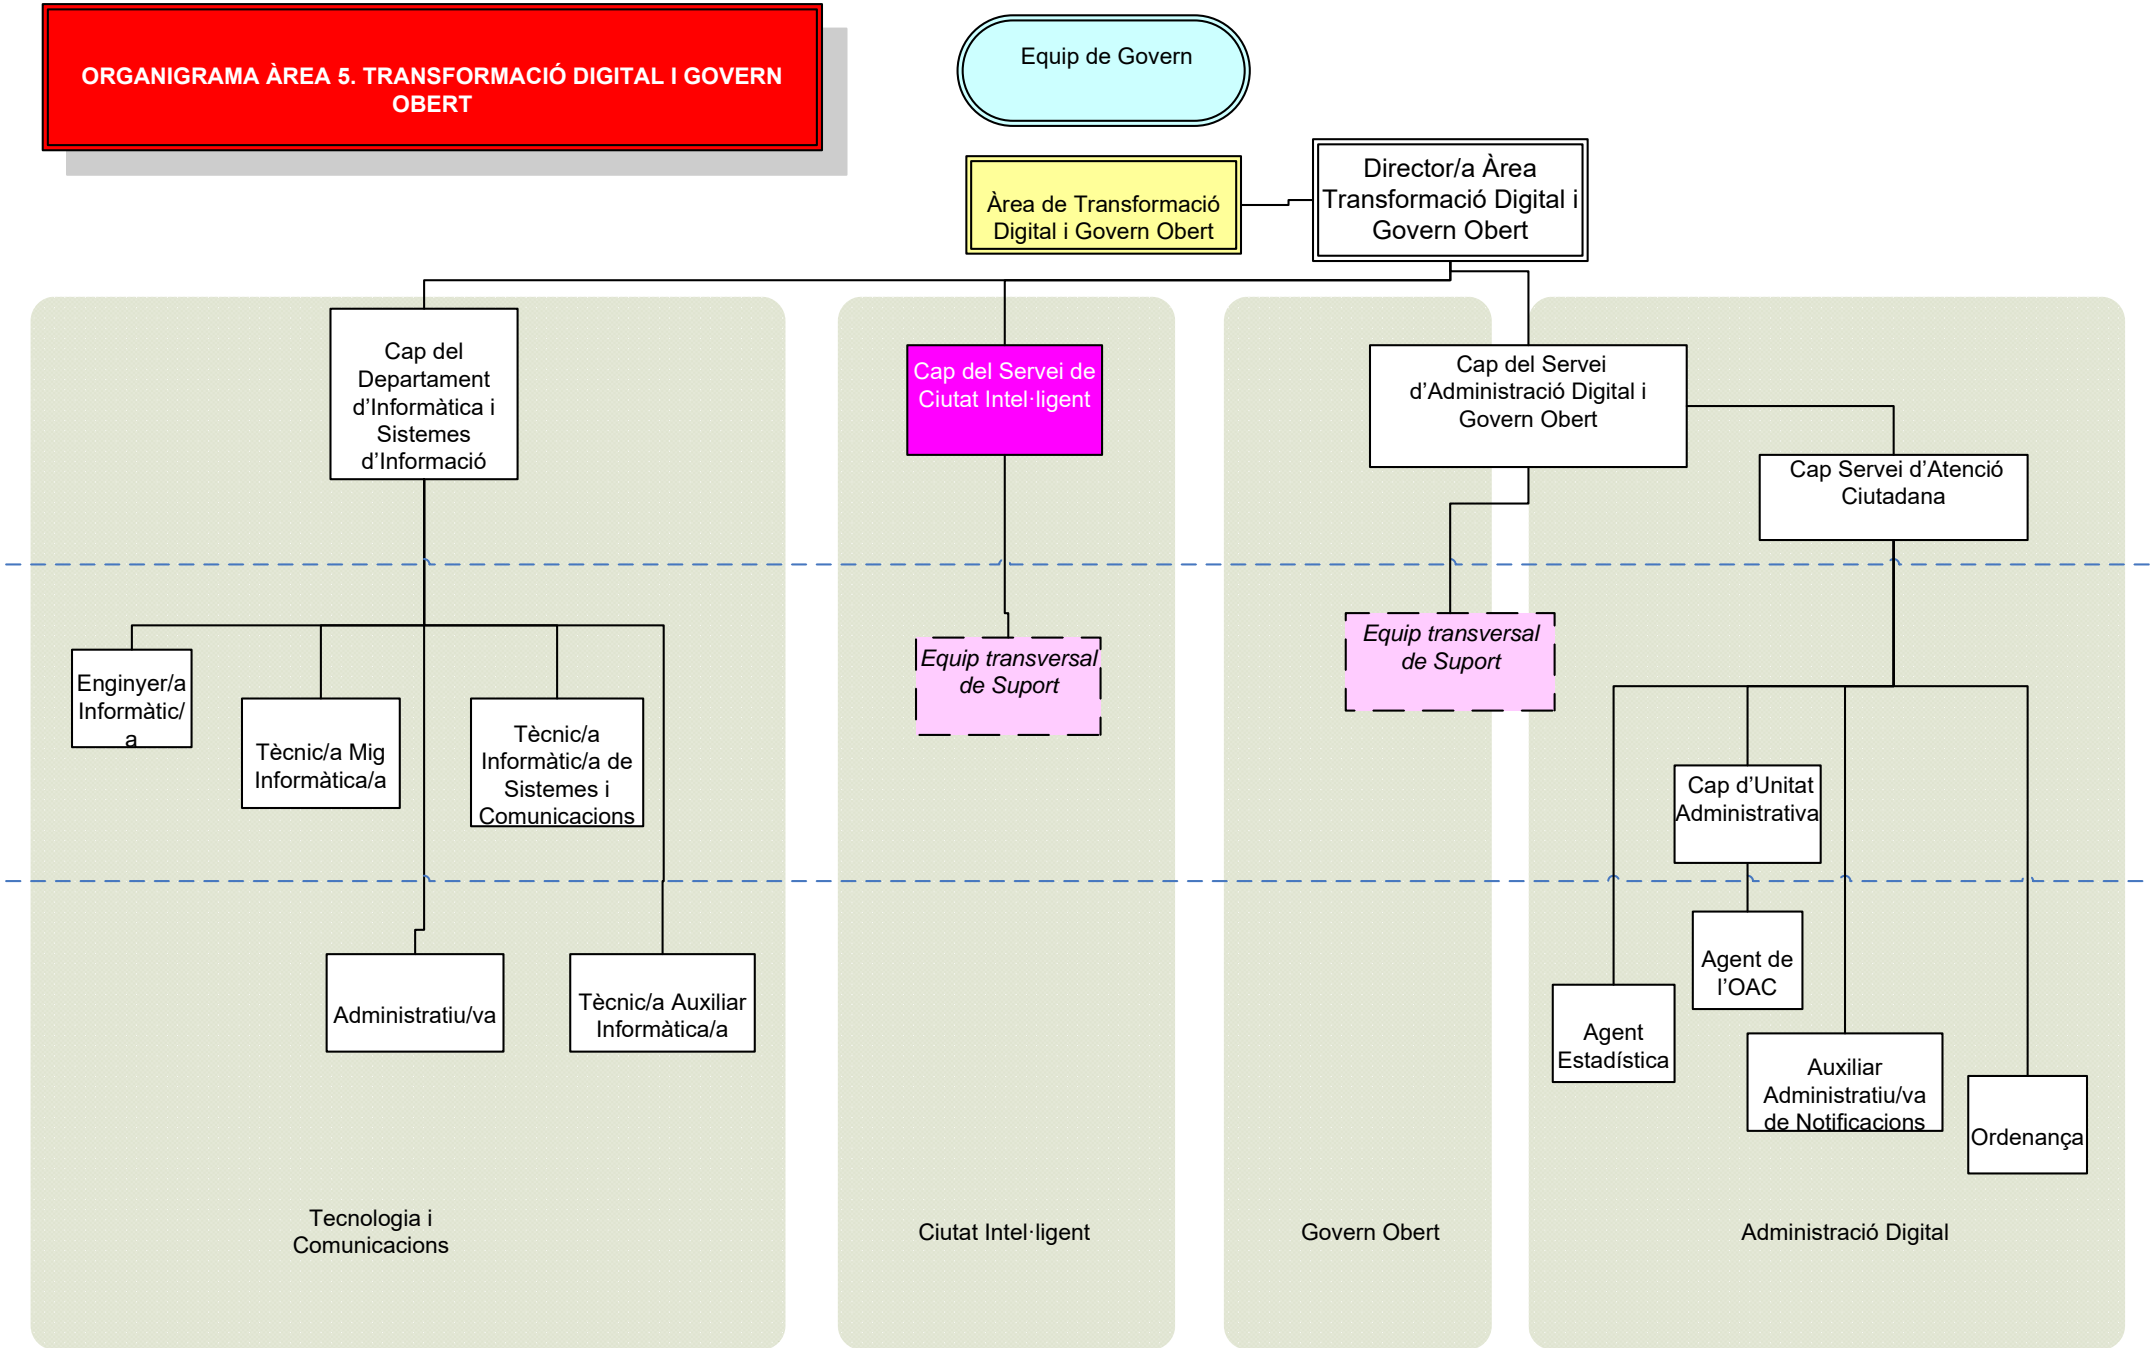 ORGANIGRAMA ÀREA 5. TRANSFORMACIÓ DIGITAL I GOVERN
OBERT
Equip de Govern
Àrea de Transformació
Digital i Govern Obert
Director/a Àrea
Transformació Digital i
Govern Obert
Cap del
Departament
d’Informàtica i
Sistemes
d’Informació
Cap del Servei de
Ciutat Intel·ligent
Cap del Servei
d’Administració Digital i
Govern Obert
Cap Servei d’Atenció
Ciutadana
Enginyer/a
Informàtic/
a
Tècnic/a Mig
Informàtica/a
Tècnic/a
Informàtic/a de
Sistemes i
Comunicacions
Equip transversal
de Suport
Equip transversal
de Suport
Cap d’Unitat
Administrativa
Administratiu/va
Tècnic/a Auxiliar
Informàtica/a
Agent de
l’OAC
Agent
Estadística
Auxiliar
Administratiu/va
de Notificacions
Ordenança
Tecnologia i
Comunicacions
Ciutat Intel·ligent
Govern Obert
Administració Digital